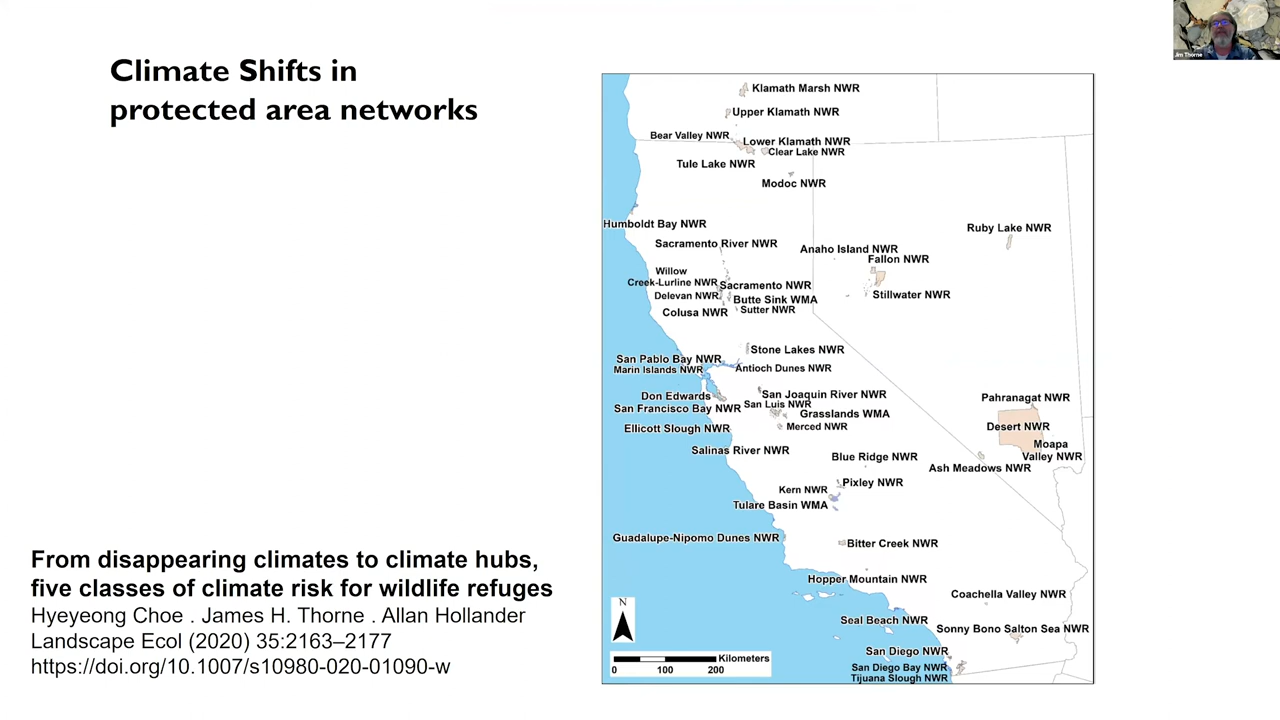 Climate Shifts in
protected area networks
From disappearing climates to climate hubs,
five classes of climate risk for wildlife refuges
Hyeyeong Choe . James H. Thorne . Allan Hollander
Landscape Ecol (2020) 35:2163–2177
https://doi.org/10.1007/s10980-020-01090-w
Jim Thorne
Klamath Marsh NWR
Upper Klamath NWR
Bear Valley NWR
Lower Klamath NWR
Clear Lake NWR
Tule Lake NWR
Modoc NWR
Humboldt Bay NWR
Ruby Lake NWR
Sacramento River NWR
Anaho Island NWR
Fallon NWR
Willow
Creek-Lurline NWR
Sacramento NWR
Delevan NWR
Butte Sink WMA
Stillwater NWR
Colusa NWR
Sutter NWR
Stone Lakes NWR
San Pablo Bay NWR
Marin Islands NWR
Antioch Dunes NWR
Don Edwards
San Francisco Bay NWR
San Joaquin River NWR
San Luis NWR
Grasslands WMA
Merced NWR
Pahranagat NWR
Desert NWR
Moapa
Valley NWR
Ellicott Slough NWR
Salinas River NWR
Blue Ridge NWR
Ash Meadows NWR
Kern NWR
Pixley NWR
Tulare Basin WMA
Guadalupe-Nipomo Dunes NWR
Bitter Creek NWR
Hopper Mountain NWR
Coachella Valley NWR
Seal Beach NWR
Sonny Bono Salton Sea NWR
San Diego NWR
San Diego Bay NWR
Tijuana Slough NWR
N
Kilometers
0 100 200